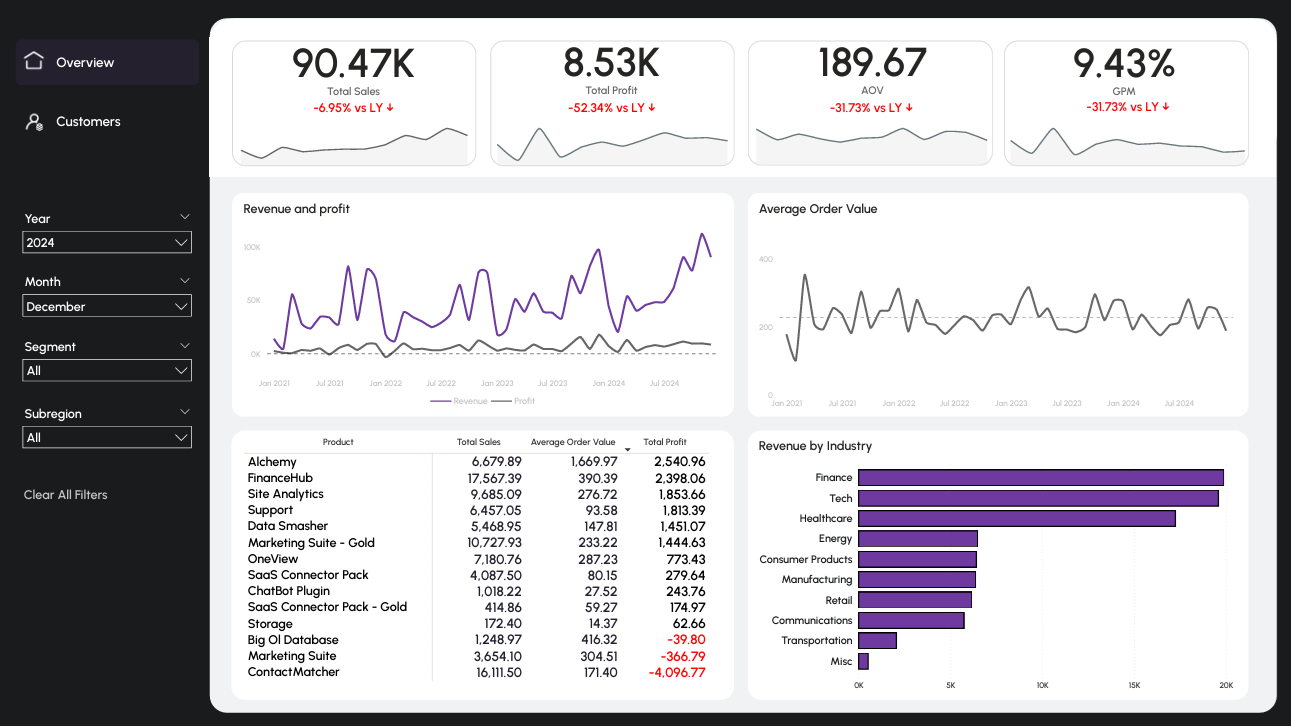 Overview
Customers
Year
2024
Month
December
Segment
All
Subregion
All
Clear All Filters
90.47K
Total Sales
-6.95% vs LY ↓
8.53K
Total Profit
-52.34% vs LY ↓
189.67
AOV
-31.73% vs LY ↓
9.43%
GPM
-31.73% vs LY ↓
Revenue and profit
100K
50K
0K
Jan 2021 Jul 2021 Jan 2022 Jul 2022 Jan 2023 Jul 2023 Jan 2024 Jul 2024
Revenue Profit
Average Order Value
400
200
0
Jan 2021 Jul 2021 Jan 2022 Jul 2022 Jan 2023 Jul 2023 Jan 2024 Jul 2024
Product Total Sales Average Order Value Total Profit
Alchemy 6,679.89 1,669.97 2,540.96
FinanceHub 17,567.39 390.39 2,398.06
Site Analytics 9,685.09 276.72 1,853.66
Support 6,457.05 93.58 1,813.39
Data Smasher 5,468.95 147.81 1,451.07
Marketing Suite - Gold 10,727.93 233.22 1,444.63
OneView 7,180.76 287.23 773.43
SaaS Connector Pack 4,087.50 80.15 279.64
ChatBot Plugin 1,018.22 27.52 243.76
SaaS Connector Pack - Gold 414.86 59.27 174.97
Storage 172.40 14.37 62.66
Big Ol Database 1,248.97 416.32 -39.80
Marketing Suite 3,654.10 304.51 -366.79
ContactMatcher 16,111.50 171.40 -4,096.77
Revenue by Industry
Finance
Tech
Healthcare
Energy
Consumer Products
Manufacturing
Retail
Communications
Transportation
Misc
0K 5K 10K 15K 20K